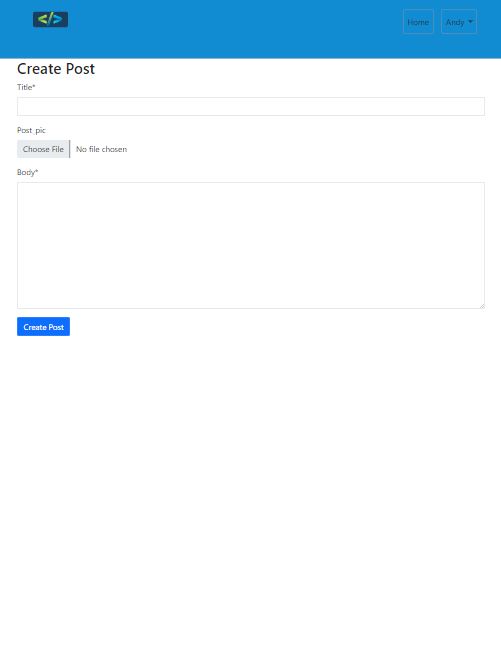 </>
Home
Andy
Create Post
Title*
Post pic
Choose File No file chosen
Body*
Create Post